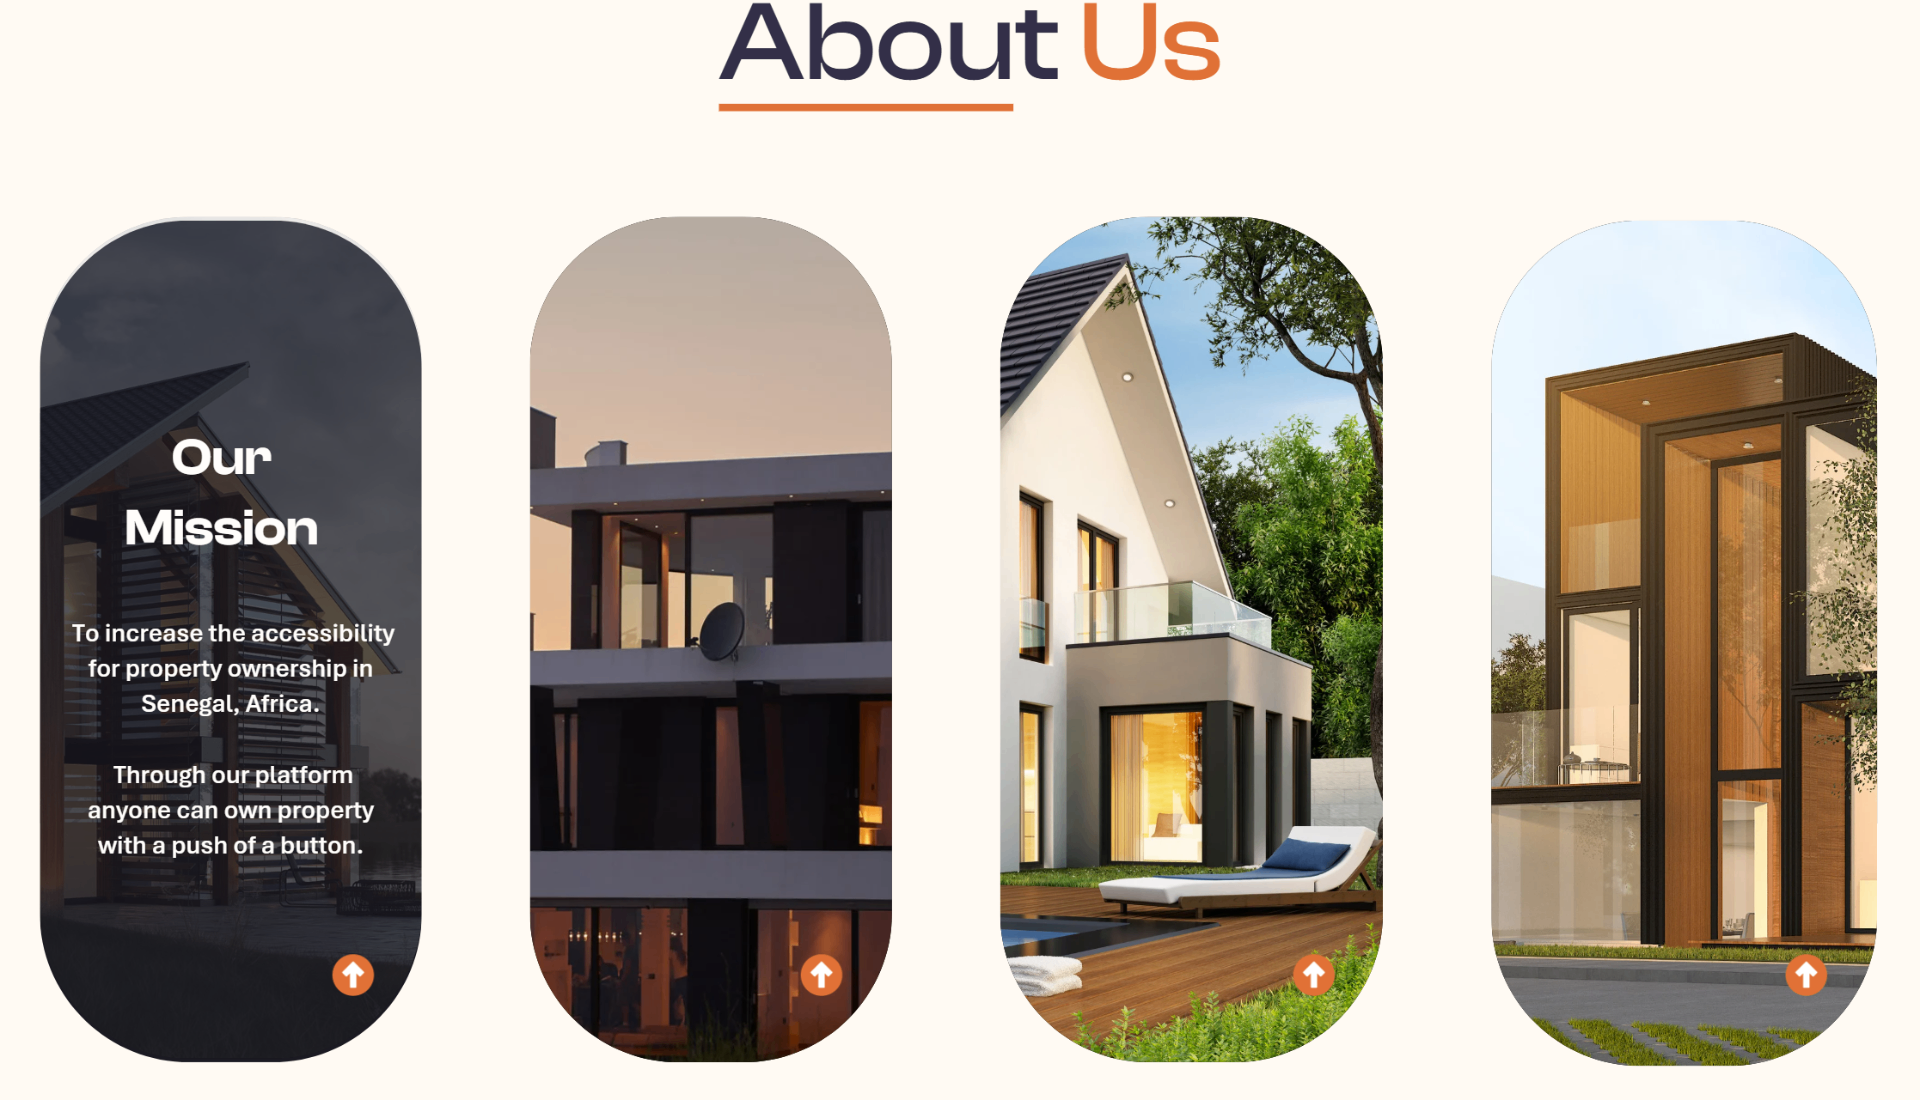 About Us
Our
Mission
To increase the accessibility
for property ownership in
Senegal, Africa.
Through our platform
anyone can own property
with a push of a button.